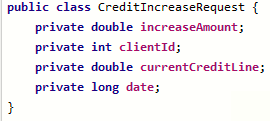 public class CreditIncreaseRequest {
    private double increaseAmount;
    private int clientId;
    private double currentCreditLine;
    private long date;
}